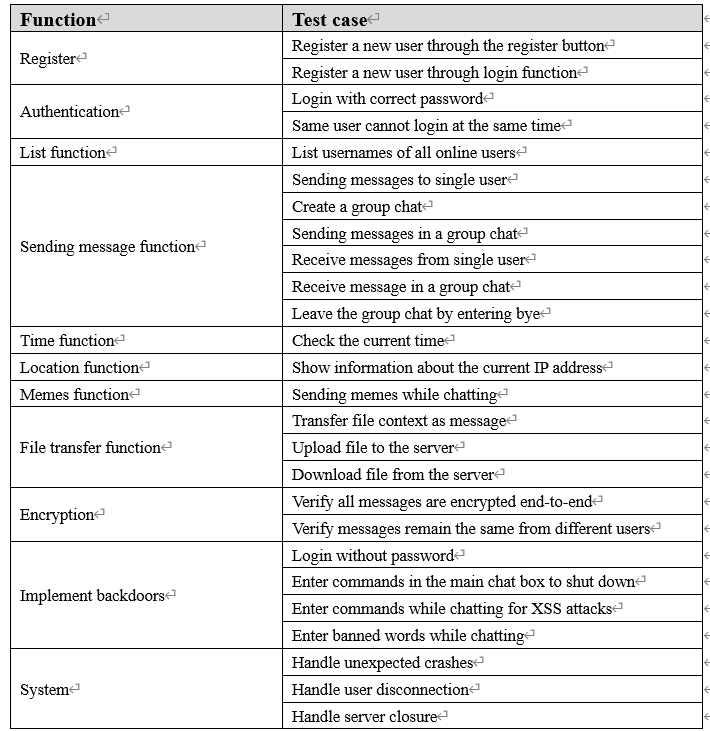 Function Test case
Register
Register a new user through the register button
Register a new user through login function
Authentication
Login with correct password
Same user cannot login at the same time
List function
List usernames of all online users
Sending message function
Sending messages to single user
Create a group chat
Sending messages in a group chat
Receive messages from single user
Receive message in a group chat
Leave the group chat by entering bye
Time function
Check the current time
Location function
Show information about the current IP address
Memes function
Sending memes while chatting
File transfer function
Transfer file context as message
Upload file to the server
Download file from the server
Encryption
Verify all messages are encrypted end-to-end
Verify messages remain the same from different users
Implement backdoors
Login without password
Enter commands in the main chat box to shut down
Enter commands while chatting for XSS attacks
Enter banned words while chatting
System
Handle unexpected crashes
Handle user disconnection
Handle server closure